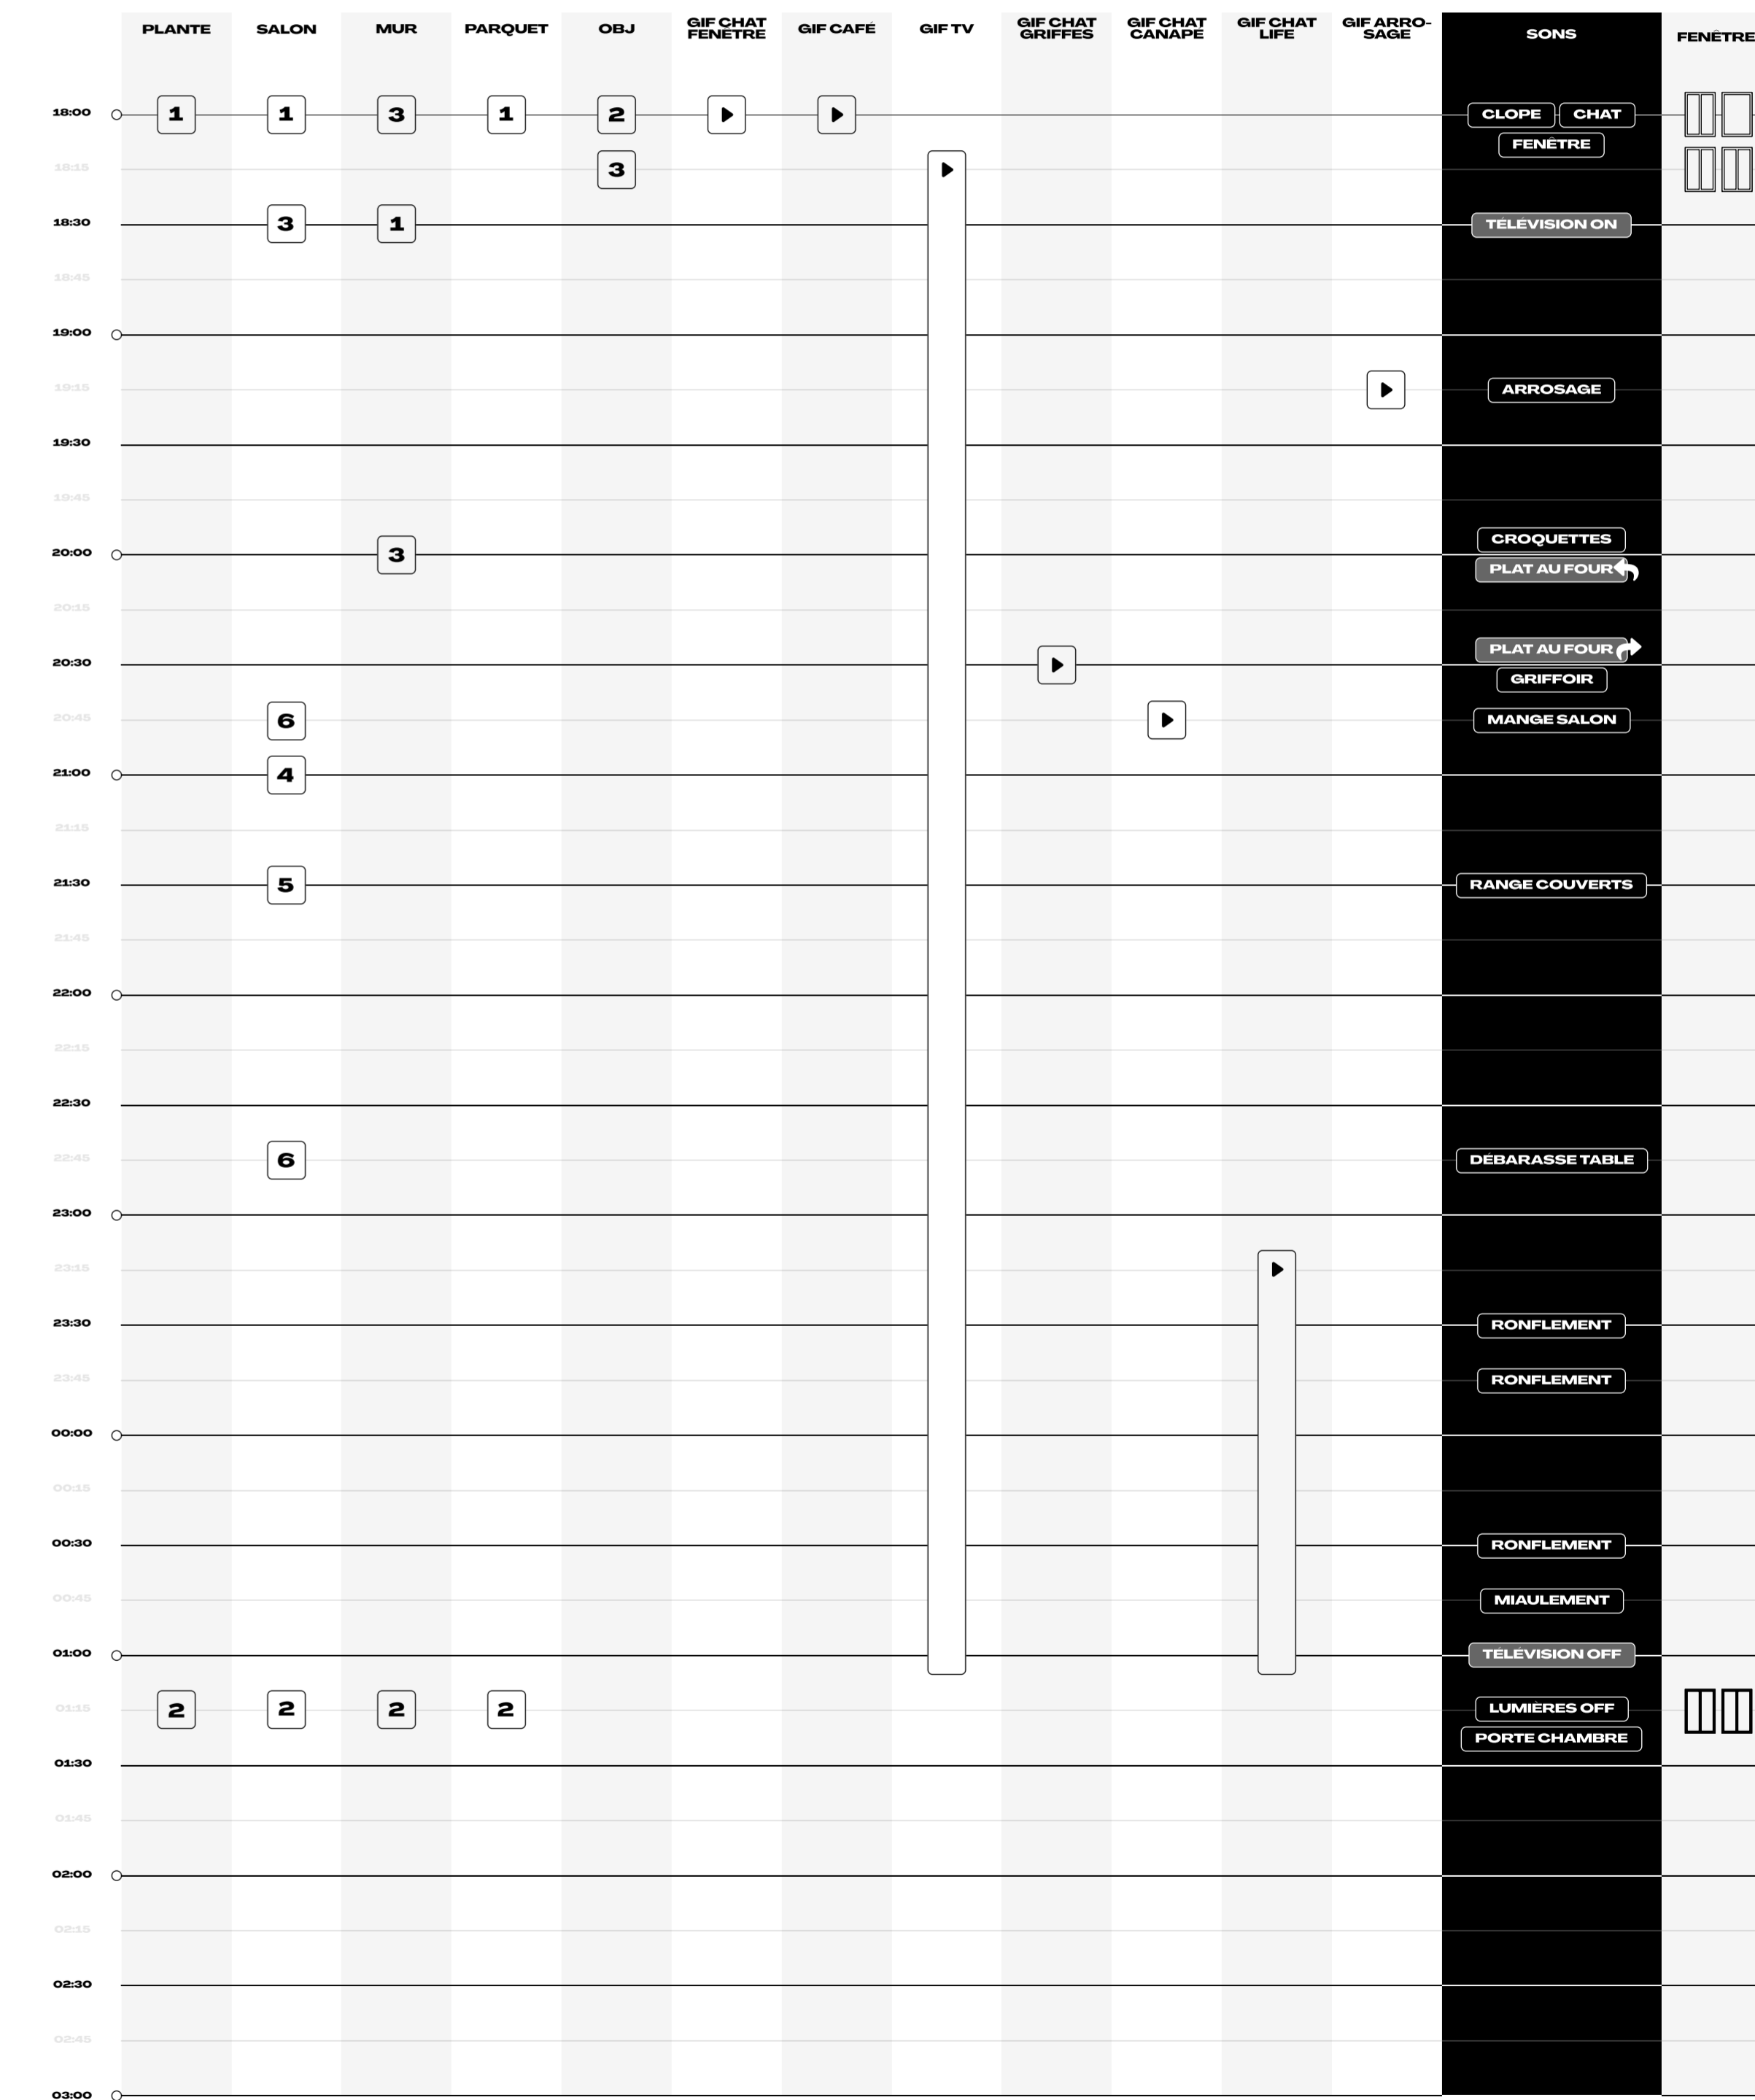 PLANTE SALON MUR PARQUET OBJ GIF CHAT FENÊTRE GIF CAFÉ GIF TV GIF CHAT GRIFFES GIF CHAT CANAPÉ GIF CHAT LIFE GIF ARRO-SAGE SONS FENÊTRE
18:00 1 1 3 1 2 CLOPE CHAT
FENÊTRE
18:15 3
18:30 3 1 TÉLÉVISION ON
18:45
19:00
19:15 ARROSAGE
19:30
19:45
CROQUETTES
20:00 3
PLAT AU FOUR
20:15
PLAT AU FOUR
20:30
GRIFFOIR
20:45 6 MANGE SALON
21:00 4
21:15
21:30 5 RANGE COUVERTS
21:45
22:00
22:15
22:30
22:45 6 DÉBARASSE TABLE
23:00
23:15
23:30 RONFLEMENT
23:45 RONFLEMENT
00:00
00:15
00:30 RONFLEMENT
00:45 MIAULEMENT
01:00 TÉLÉVISION OFF
01:15 2 2 2 2 LUMIÈRES OFF
PORTE CHAMBRE
01:30
01:45
02:00
02:15
02:30
02:45
03:00